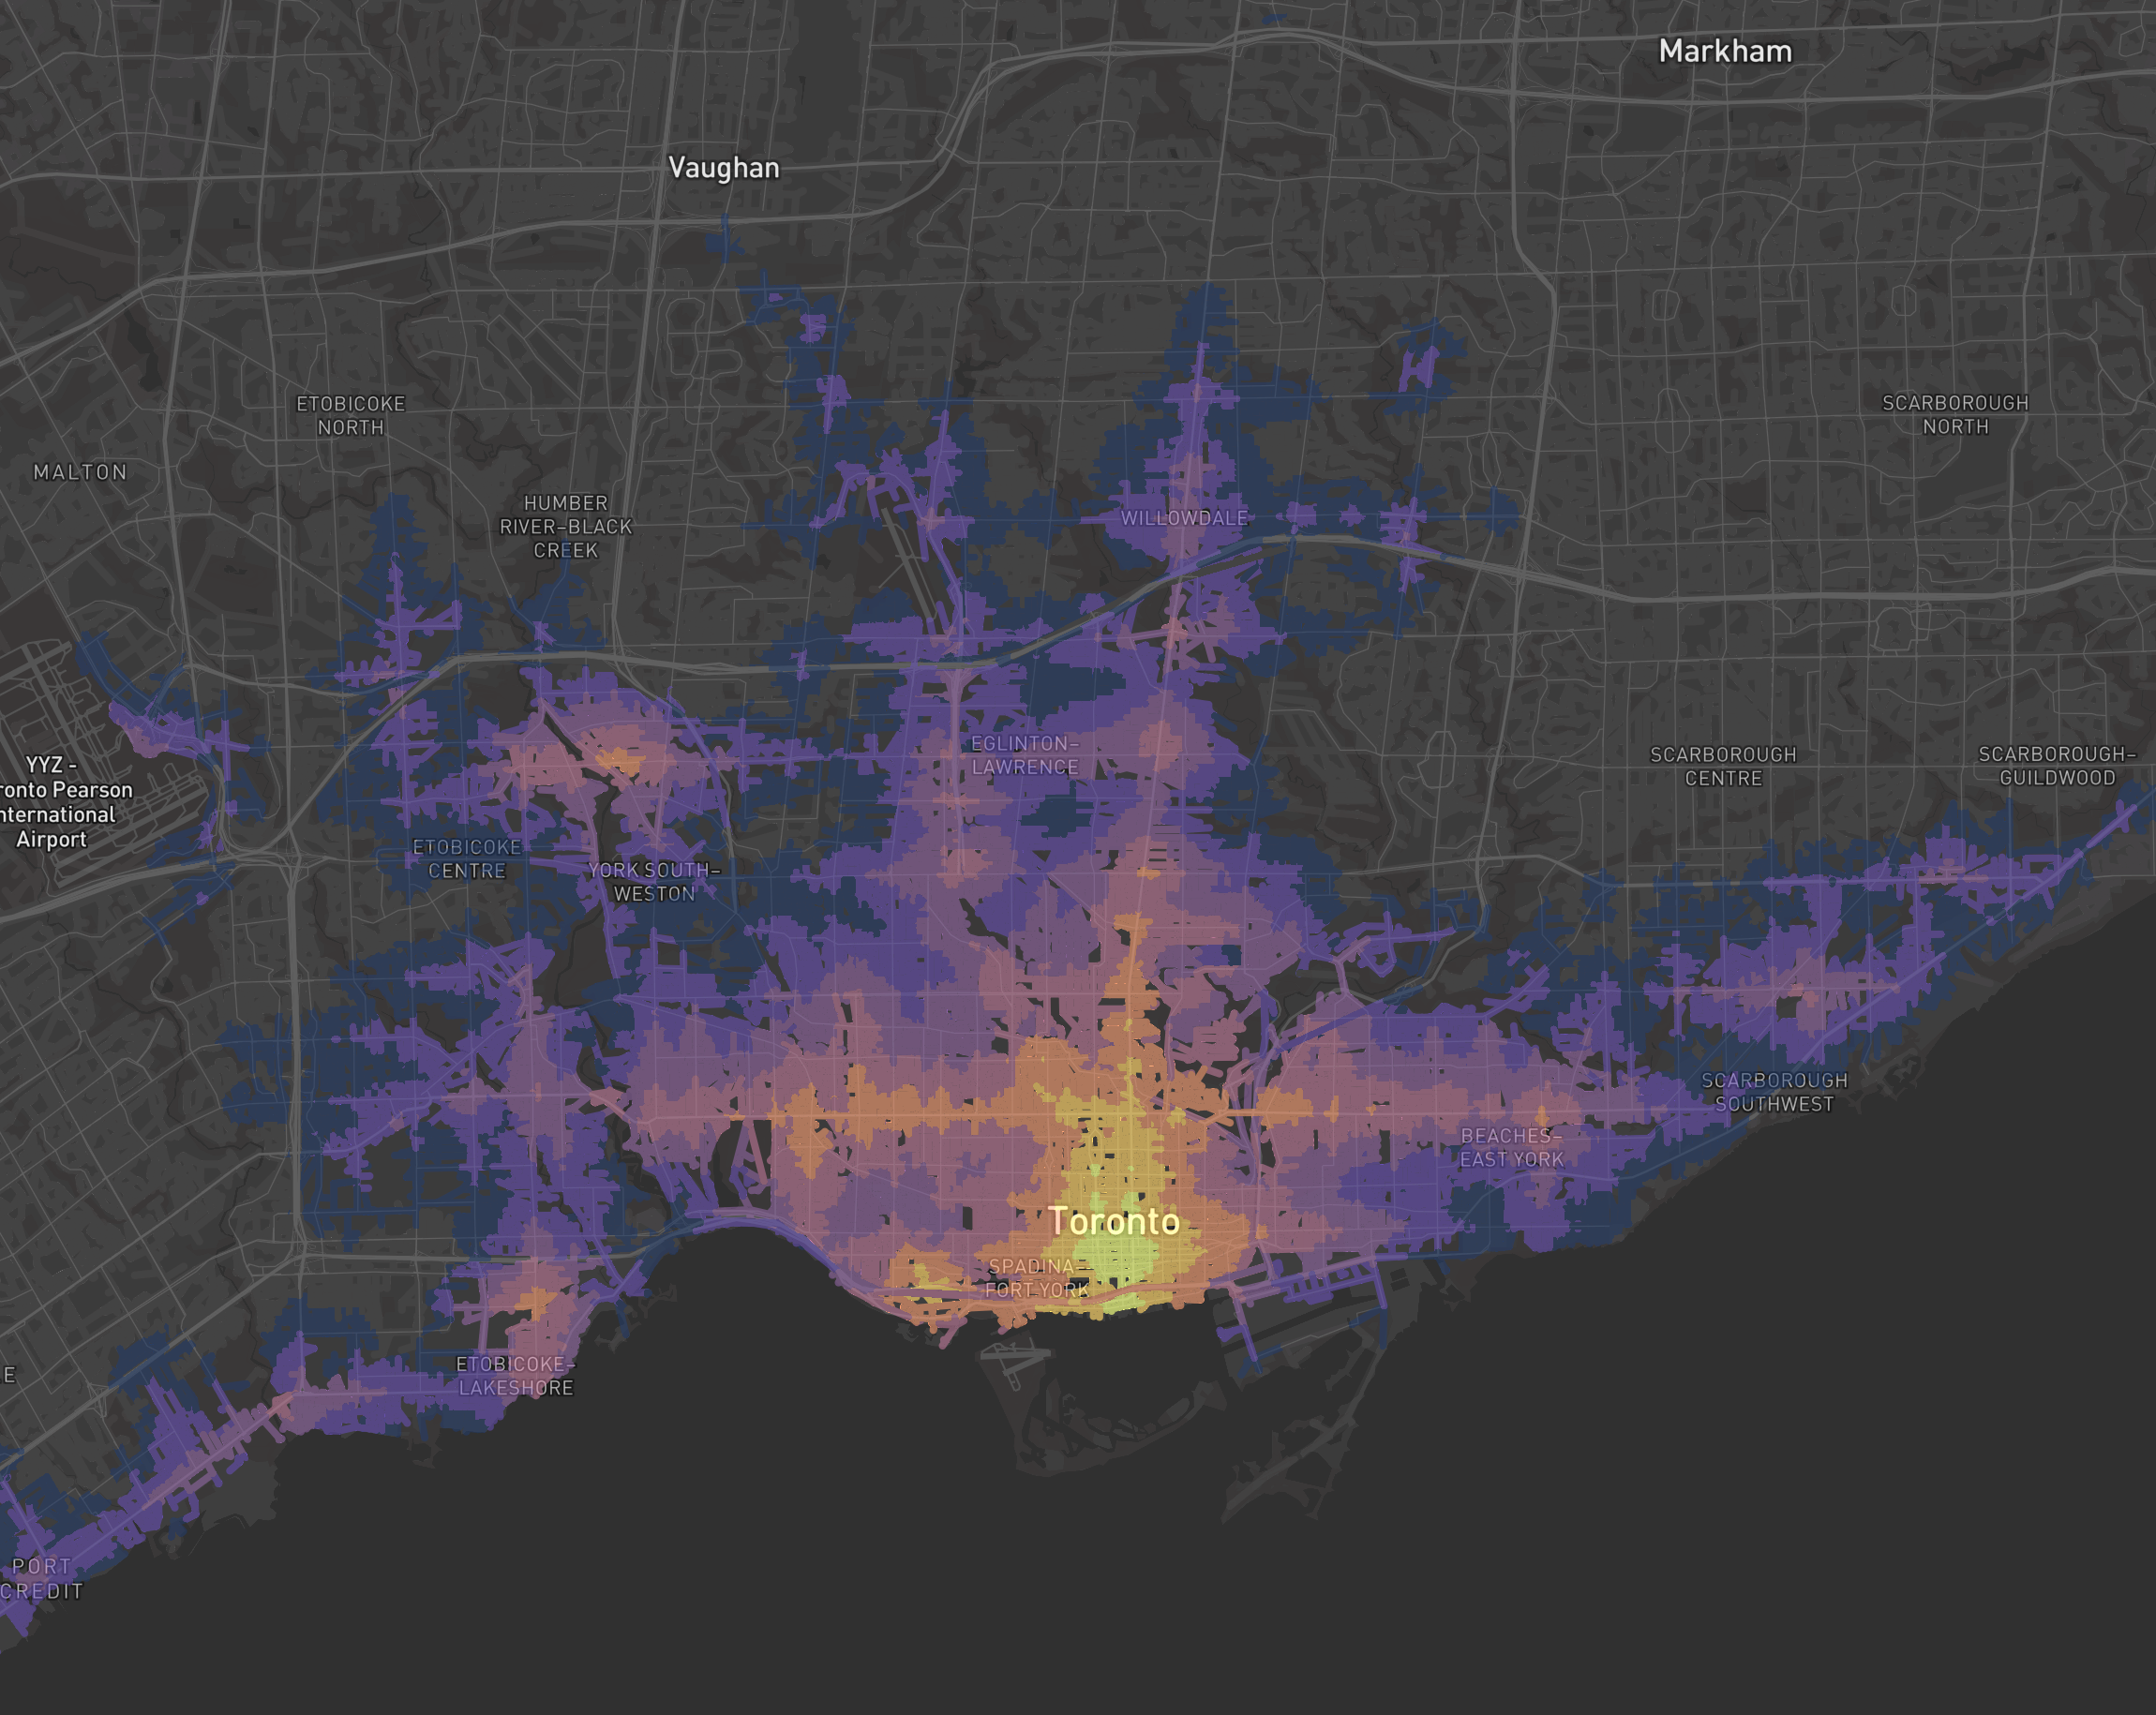 Markham
Vaughan
ETOBICOKE
NORTH
SCARBOROUGH
NORTH
MALTON
HUMBER
RIVER–BLACK
CREEK
WILLOWDALE
YYZ -
ronto Pearson
nternational
Airport
EGLINTON–
LAWRENCE
SCARBOROUGH
CENTRE
SCARBOROUGH–
GUILDWOOD
ETOBICOKE
CENTRE
YORK SOUTH–
WESTON
SCARBOROUGH
SOUTHWEST
BEACHES–
EAST YORK
Toronto
SPADINA–
FORT YORK
ETOBICOKE–
LAKESHORE
E
PORT
CREDIT